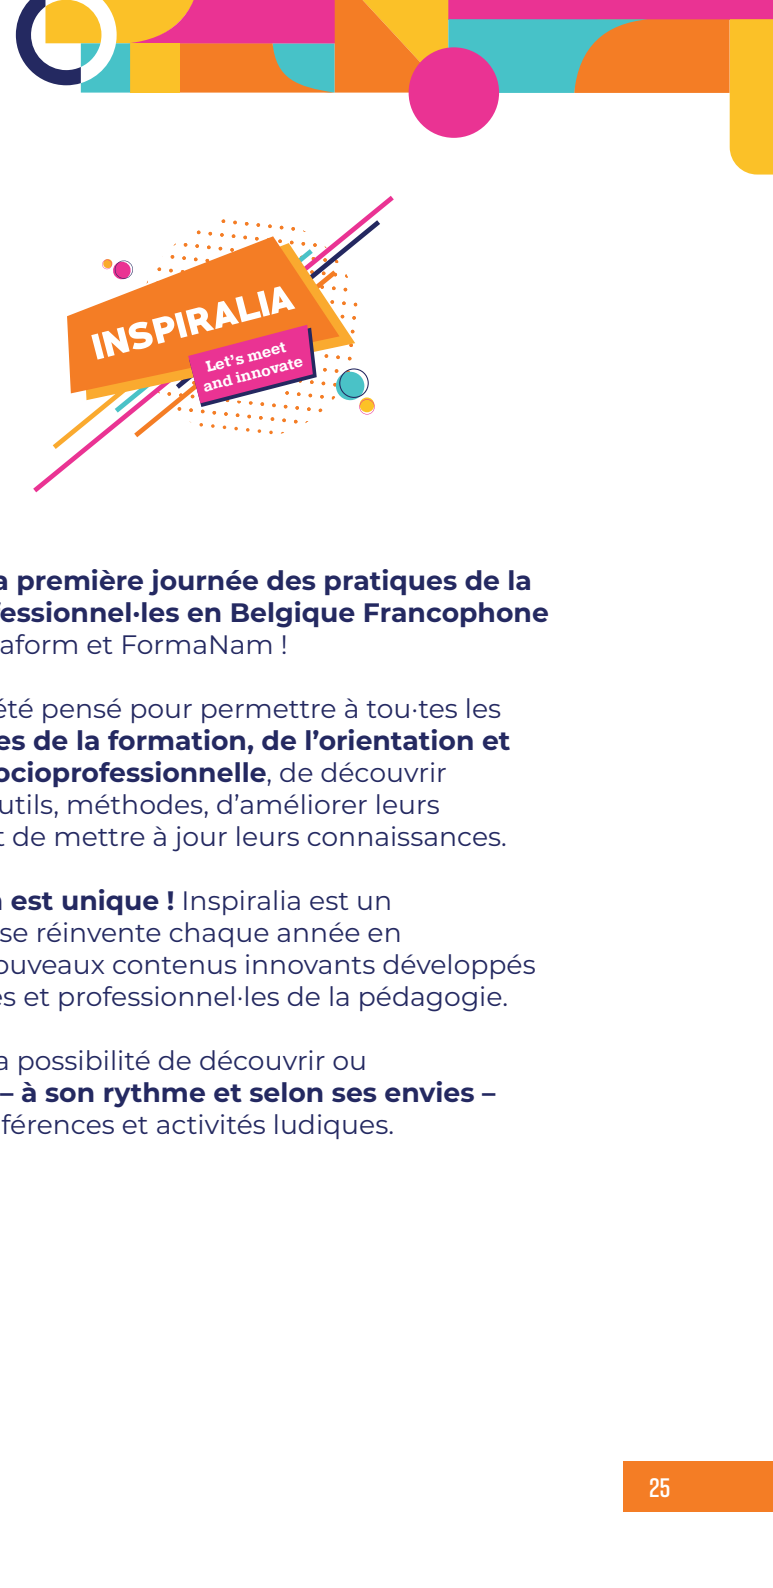 INSPIRALIA
Let's meet
and innovate
a première journée des pratiques de la
essionnel·les en Belgique Francophone
aform et FormaNam !
été pensé pour permettre à tou·tes les
es de la formation, de l’orientation et
ocioprofessionnelle, de découvrir
utils, méthodes, d’améliorer leurs
t de mettre à jour leurs connaissances.
est unique ! Inspiralia est un
se réinvente chaque année en
ouveaux contenus innovants développés
es et professionnel·les de la pédagogie.
a possibilité de découvrir ou
– à son rythme et selon ses envies –
férences et activités ludiques.
25